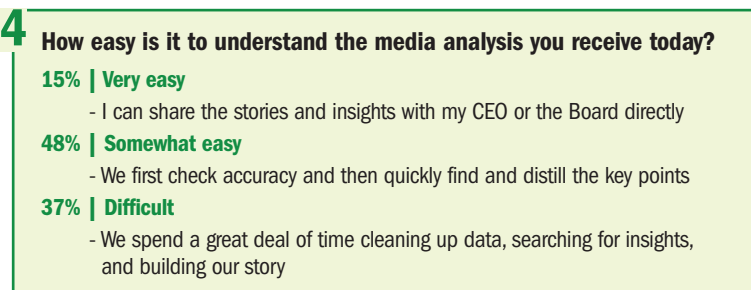 4
How easy is it to understand the media analysis you receive today?
15% | Very easy
- I can share the stories and insights with my CEO or the Board directly
48% | Somewhat easy
- We first check accuracy and then quickly find and distill the key points
37% | Difficult
- We spend a great deal of time cleaning up data, searching for insights,
and building our story